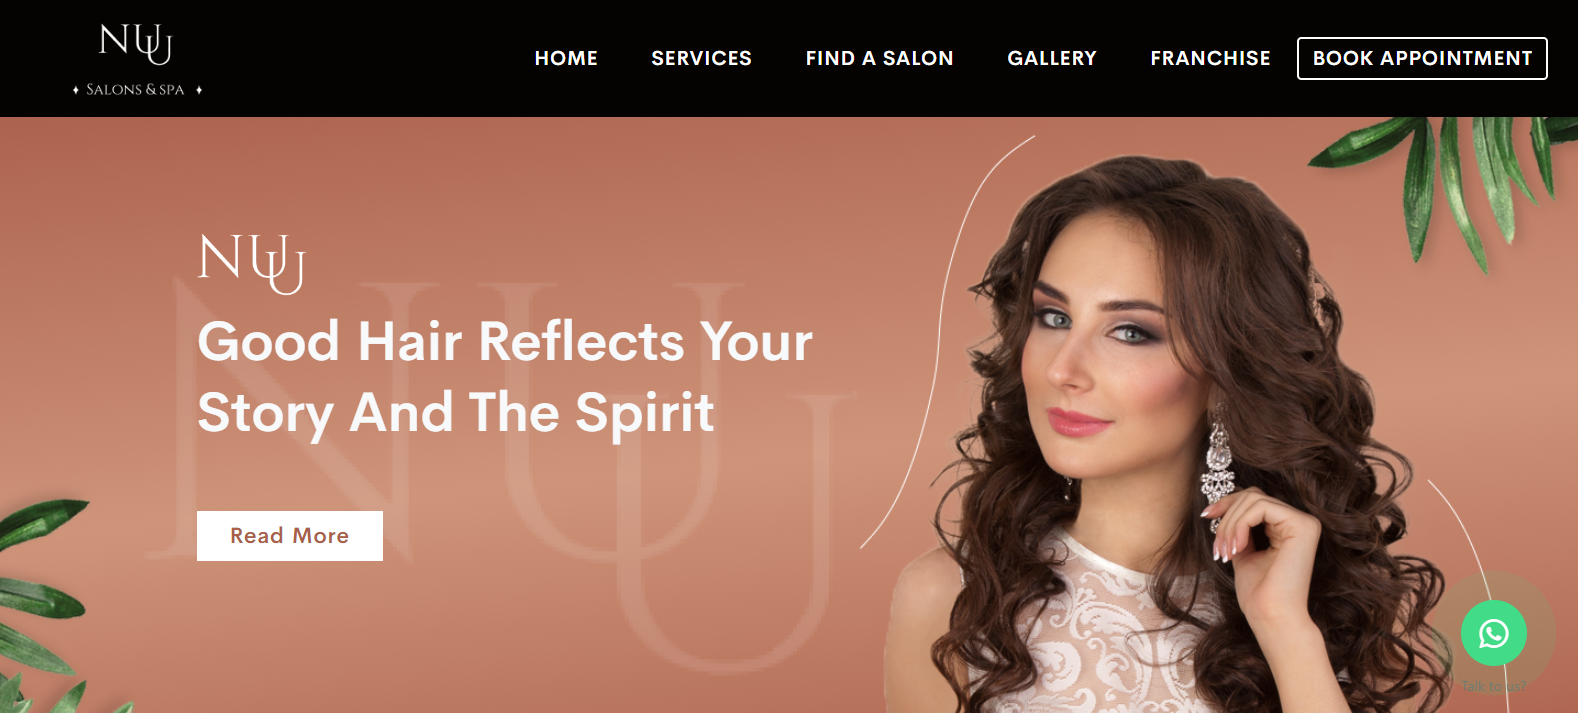 NUU
SALONS & SPA
HOME
SERVICES
FIND A SALON
GALLERY
FRANCHISE
BOOK APPOINTMENT
NUU
NUU
Good Hair Reflects Your
Story And The Spirit
Read More
Talk to us?